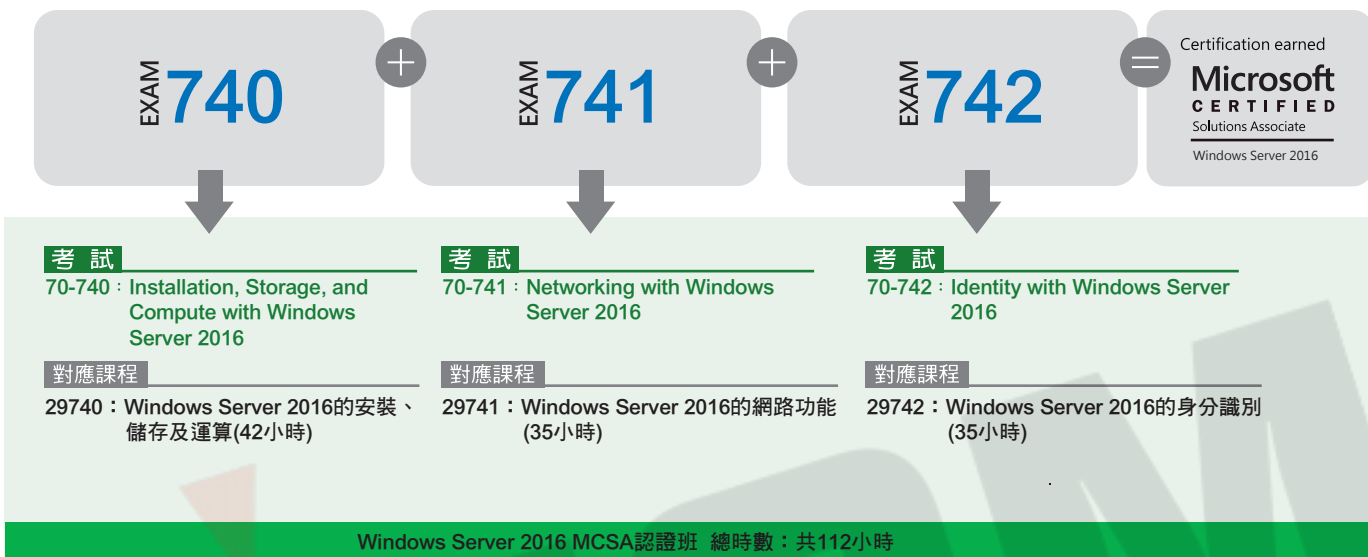 EXAM 740
+
EXAM 741
+
EXAM 742
=
Certification earned
Microsoft
CERTIFIED
Solutions Associate
Windows Server 2016
考 試
70-740：Installation, Storage, and
Compute with Windows
Server 2016
對應課程
29740：Windows Server 2016的安裝、
儲存及運算(42小時)
考 試
70-741：Networking with Windows
Server 2016
對應課程
29741：Windows Server 2016的網路功能
(35小時)
考 試
70-742：Identity with Windows Server
2016
對應課程
29742：Windows Server 2016的身分識別
(35小時)
Windows Server 2016 MCSA認證班 總時數：共112小時